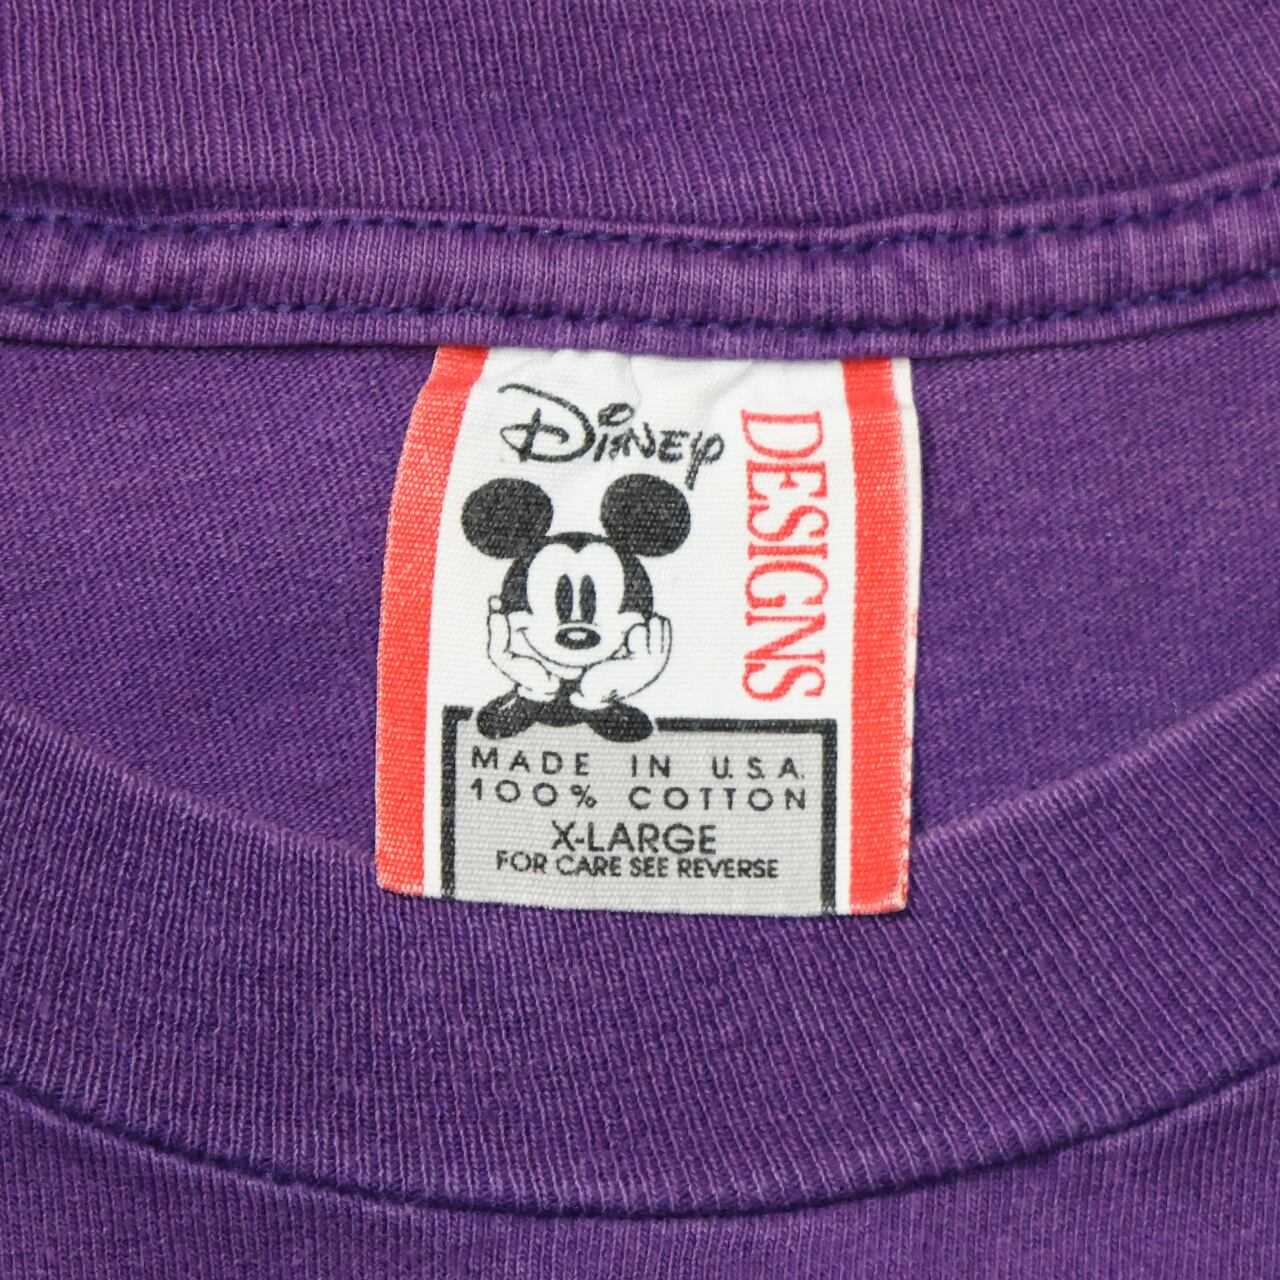 Disney
DESIGNS
MADE IN U.S.A.
100% COTTON
X-LARGE
FOR CARE SEE REVERSE